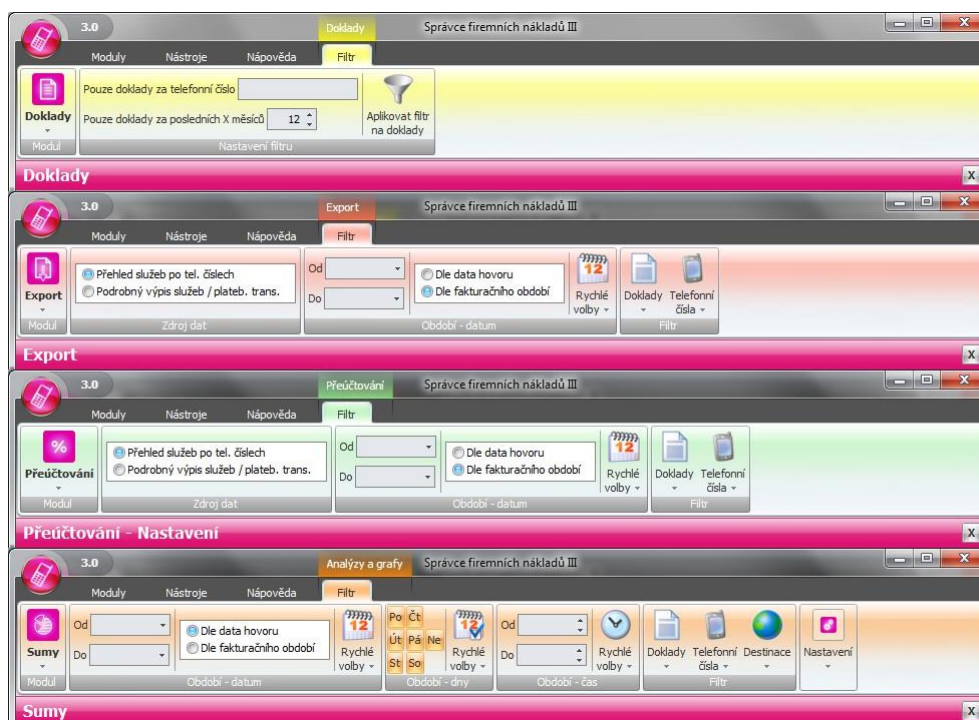 3.0 Doklady Správce firemních nákladů III
Moduly Nástroje Nápověda Filtr
Pouze doklady za telefonní číslo
Doklady Pouze doklady za posledních X měsíců 12 Aplikovat filtr
na doklady
Modul Nastavení filtru
Doklady X
3.0 Export Správce firemních nákladů III
Moduly Nástroje Nápověda Filtr
Přehled služeb po tel. číslech Od Dle data hovoru 12
Export Podrobný výpis služeb / plateb. trans. Do Dle fakturačního období Rychlé Doklady Telefonní
volby čísla
Modul Zdroj dat Období - datum Filtr
Export X
3.0 Přeúčtování Správce firemních nákladů III
Moduly Nástroje Nápověda Filtr
% Přehled služeb po tel. číslech Od Dle data hovoru 12
Přeúčtování Podrobný výpis služeb / plateb. trans. Do Dle fakturačního období Rychlé Doklady Telefonní
volby čísla
Modul Zdroj dat Období - datum Filtr
Přeúčtování - Nastavení X
3.0 Analýzy a grafy Správce firemních nákladů III
Moduly Nástroje Nápověda Filtr
Od Dle data hovoru 12 Po Čt 12 Od
Út Pá Ne
Sumy Do Dle fakturačního období Rychlé St So Rychlé Do Rychlé Doklady Telefonní Destinace Nastavení
volby volby volby čísla
Modul Období - datum Období - dny Období - čas Filtr
Sumy X